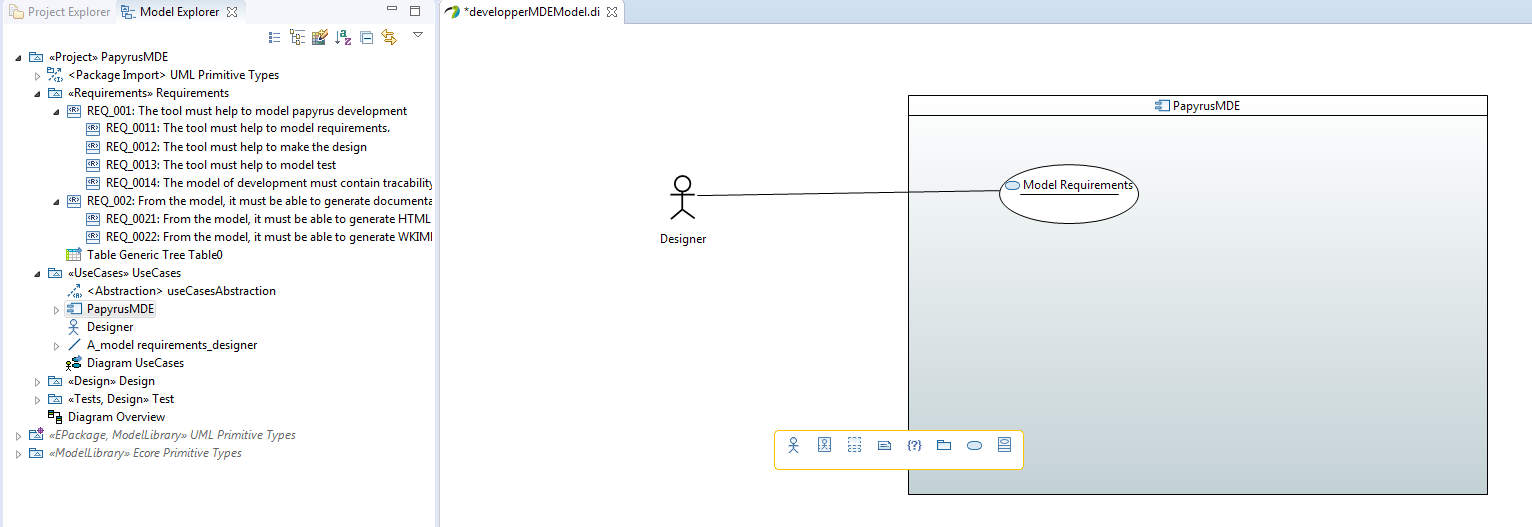 Project Explorer
Model Explorer
«Project» PapyrusMDE
<Package Import> UML Primitive Types
«Requirements» Requirements
REQ_001: The tool must help to model papyrus development
REQ_0011: The tool must help to model requirements.
REQ_0012: The tool must help to make the design
REQ_0013: The tool must help to model test
REQ_0014: The model of development must contain tracability
REQ_002: From the model, it must be able to generate documenta
REQ_0021: From the model, it must be able to generate HTML
REQ_0022: From the model, it must be able to generate WKIMI
Table Generic Tree Table0
«UseCases» UseCases
<Abstraction> useCasesAbstraction
PapyrusMDE
Designer
A_model requirements_designer
Diagram UseCases
«Design» Design
«Tests, Design» Test
Diagram Overview
«EPackage, ModelLibrary» UML Primitive Types
«ModelLibrary» Ecore Primitive Types
*developperMDEModel.di
PapyrusMDE
Model Requirements
Designer
{?}